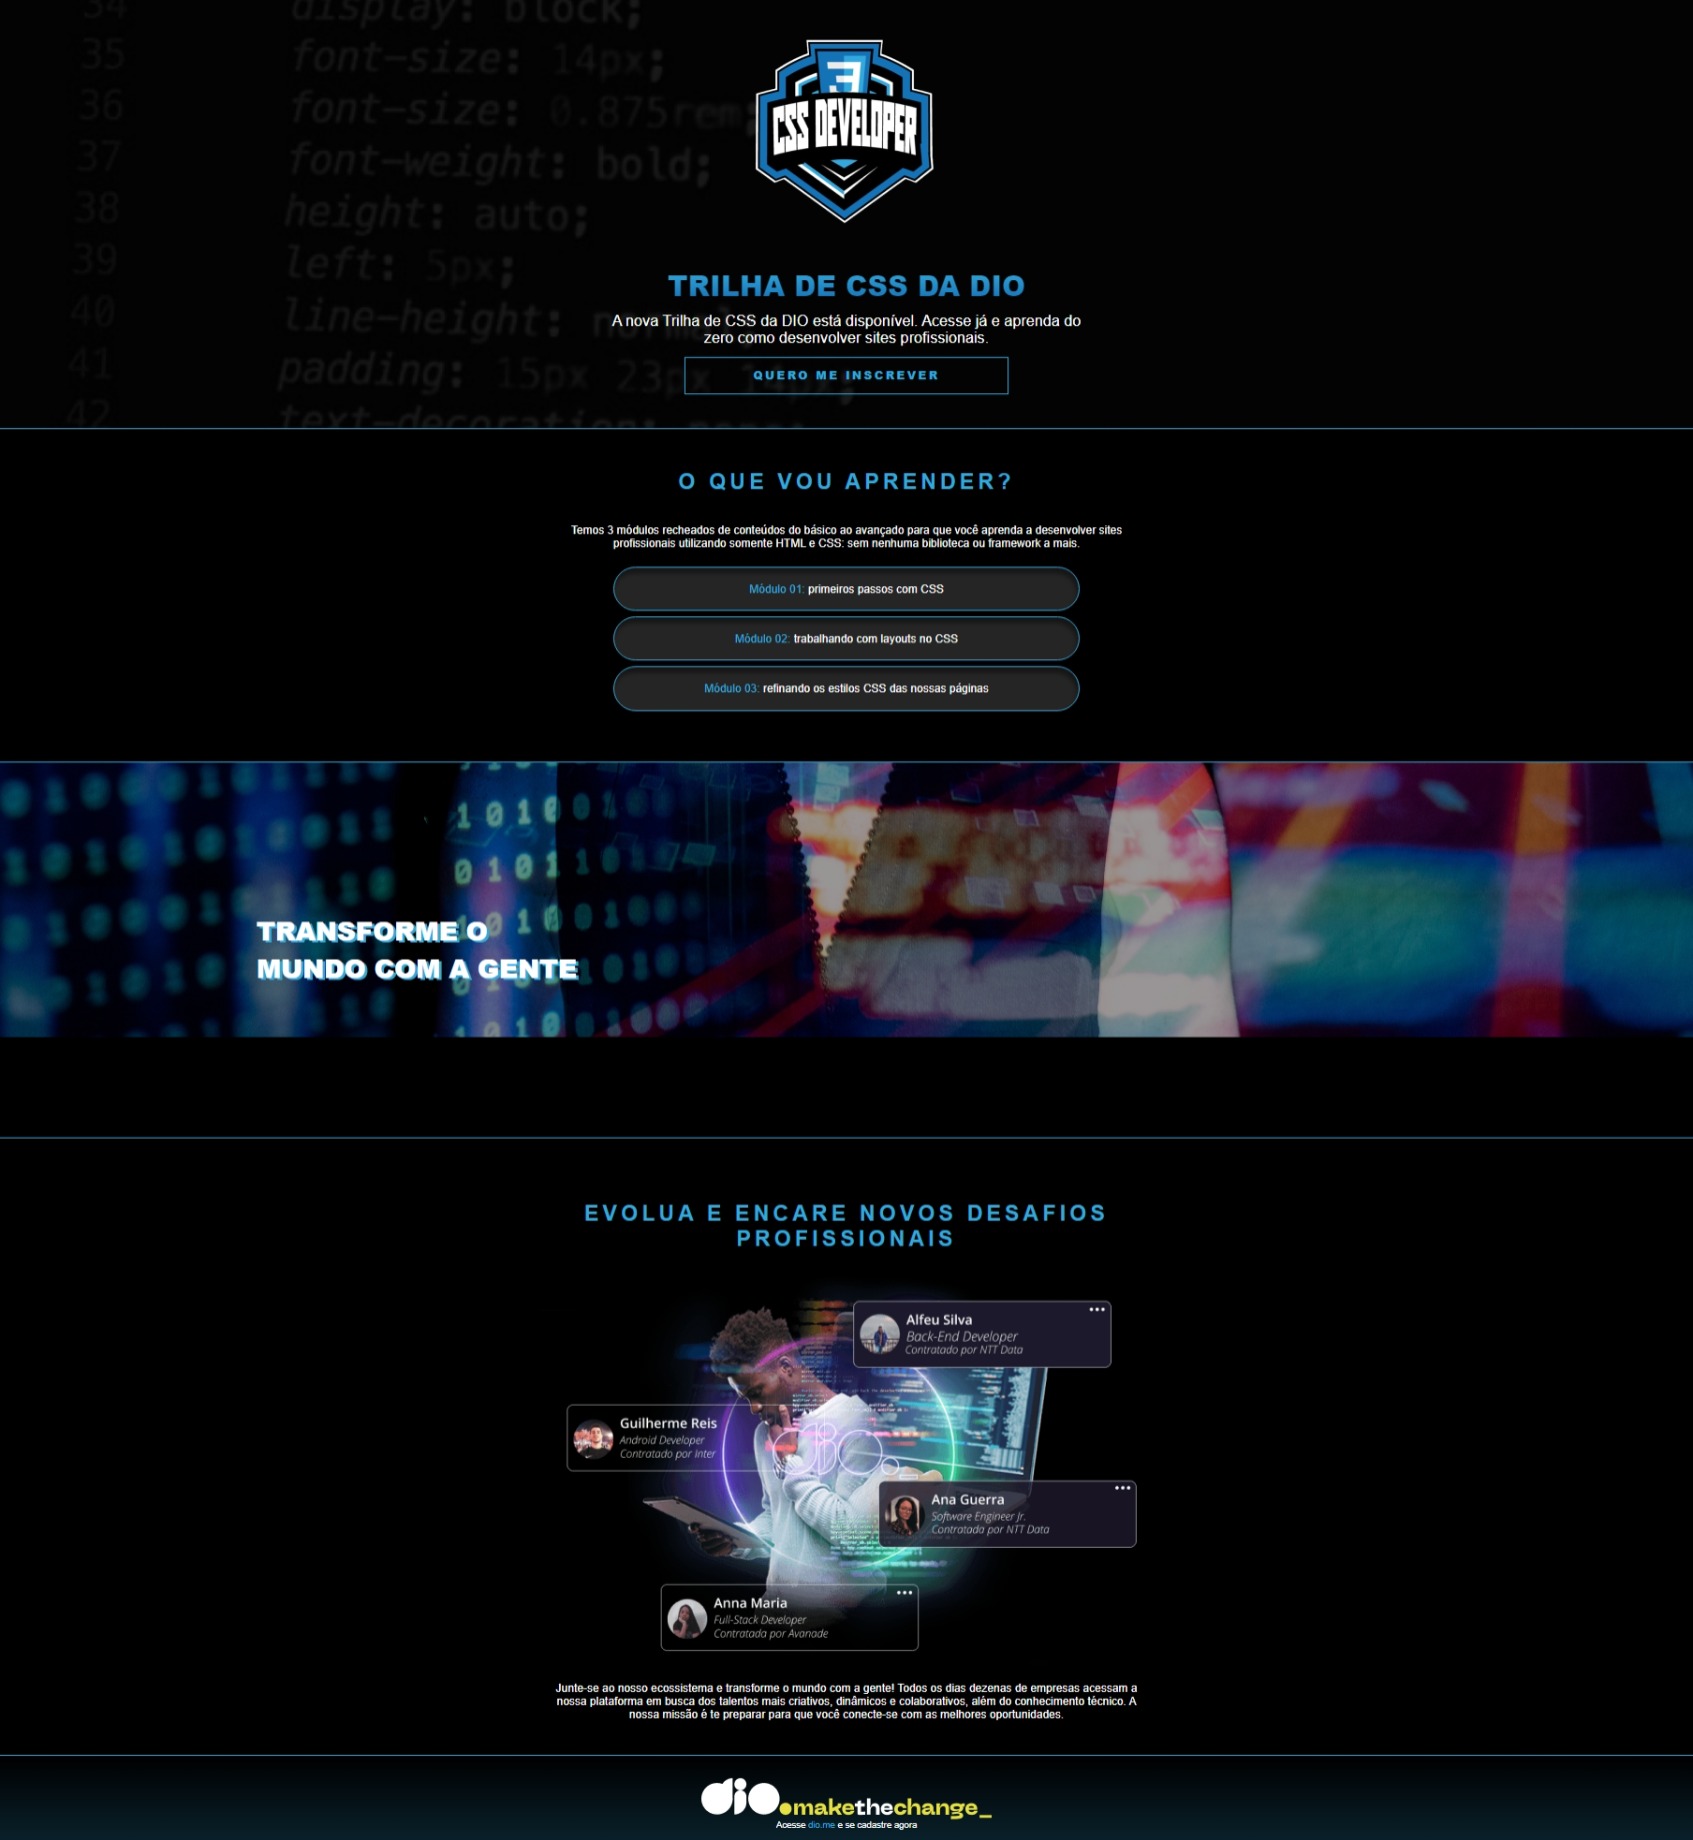 34 display: block;
35 font-size: 14px;
36 font-size: 0.875rem;
37 font-weight: bold;
38 height: auto;
39 left: 5px;
40 line-height: normal;
41 padding: 15px 23px 14px;
42 text-decoration: none;
3
CSS DEVELOPER
TRILHA DE CSS DA DIO
A nova Trilha de CSS da DIO está disponível. Acesse já e aprenda do
zero como desenvolver sites profissionais.
QUERO ME INSCREVER
O QUE VOU APRENDER?
Temos 3 módulos recheados de conteúdos do básico ao avançado para que você aprenda a desenvolver sites
profissionais utilizando somente HTML e CSS: sem nenhuma biblioteca ou framework a mais.
Módulo 01: primeiros passos com CSS
Módulo 02: trabalhando com layouts no CSS
Módulo 03: refinando os estilos CSS das nossas páginas
TRANSFORME O
MUNDO COM A GENTE
EVOLUA E ENCARE NOVOS DESAFIOS
PROFISSIONAIS
Alfeu Silva
Back-End Developer
Contratado por NTT Data
Guilherme Reis
Android Developer
Contratado por Inter
dio.
Ana Guerra
Software Engineer Jr.
Contratada por NTT Data
Anna Maria
Full-Stack Developer
Contratada por Avanade
Junte-se ao nosso ecossistema e transforme o mundo com a gente! Todos os dias dezenas de empresas acessam a
nossa plataforma em busca dos talentos mais criativos, dinâmicos e colaborativos, além do conhecimento técnico. A
nossa missão é te preparar para que você conecte-se com as melhores oportunidades.
dio.makethechange_
Acesse dio.me e se cadastre agora